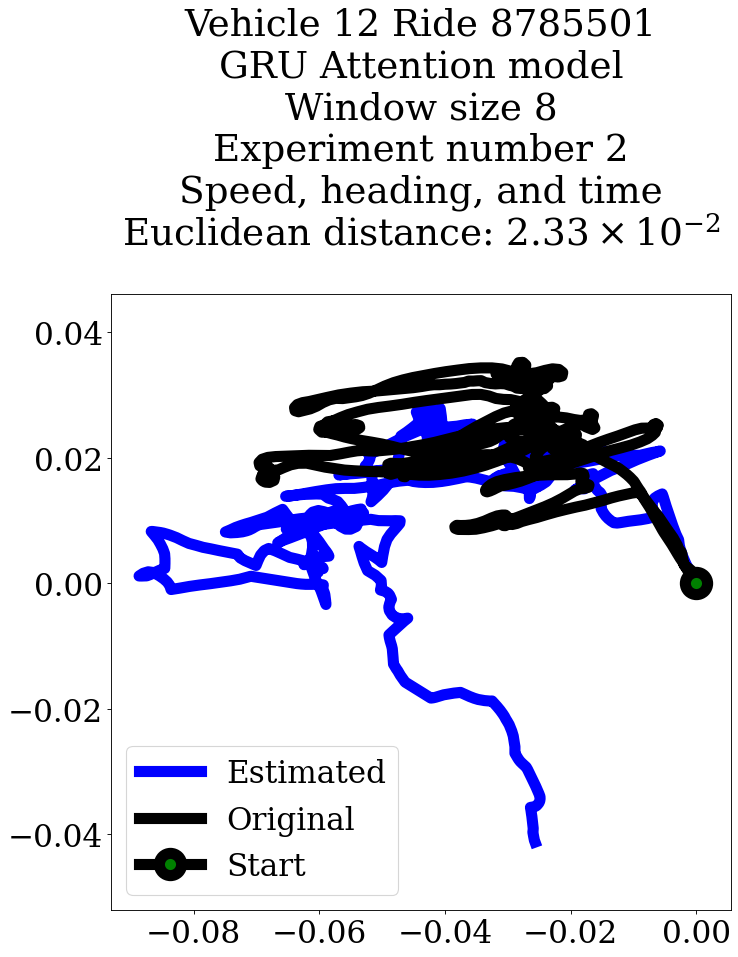 Vehicle 12 Ride 8785501
GRU Attention model
Window size 8
Experiment number 2
Speed, heading, and time
Euclidean distance: 2.33 × 10⁻²
0.04
0.02
0.00
−0.02
−0.04
Estimated
Original
Start
−0.08 −0.06 −0.04 −0.02 0.00